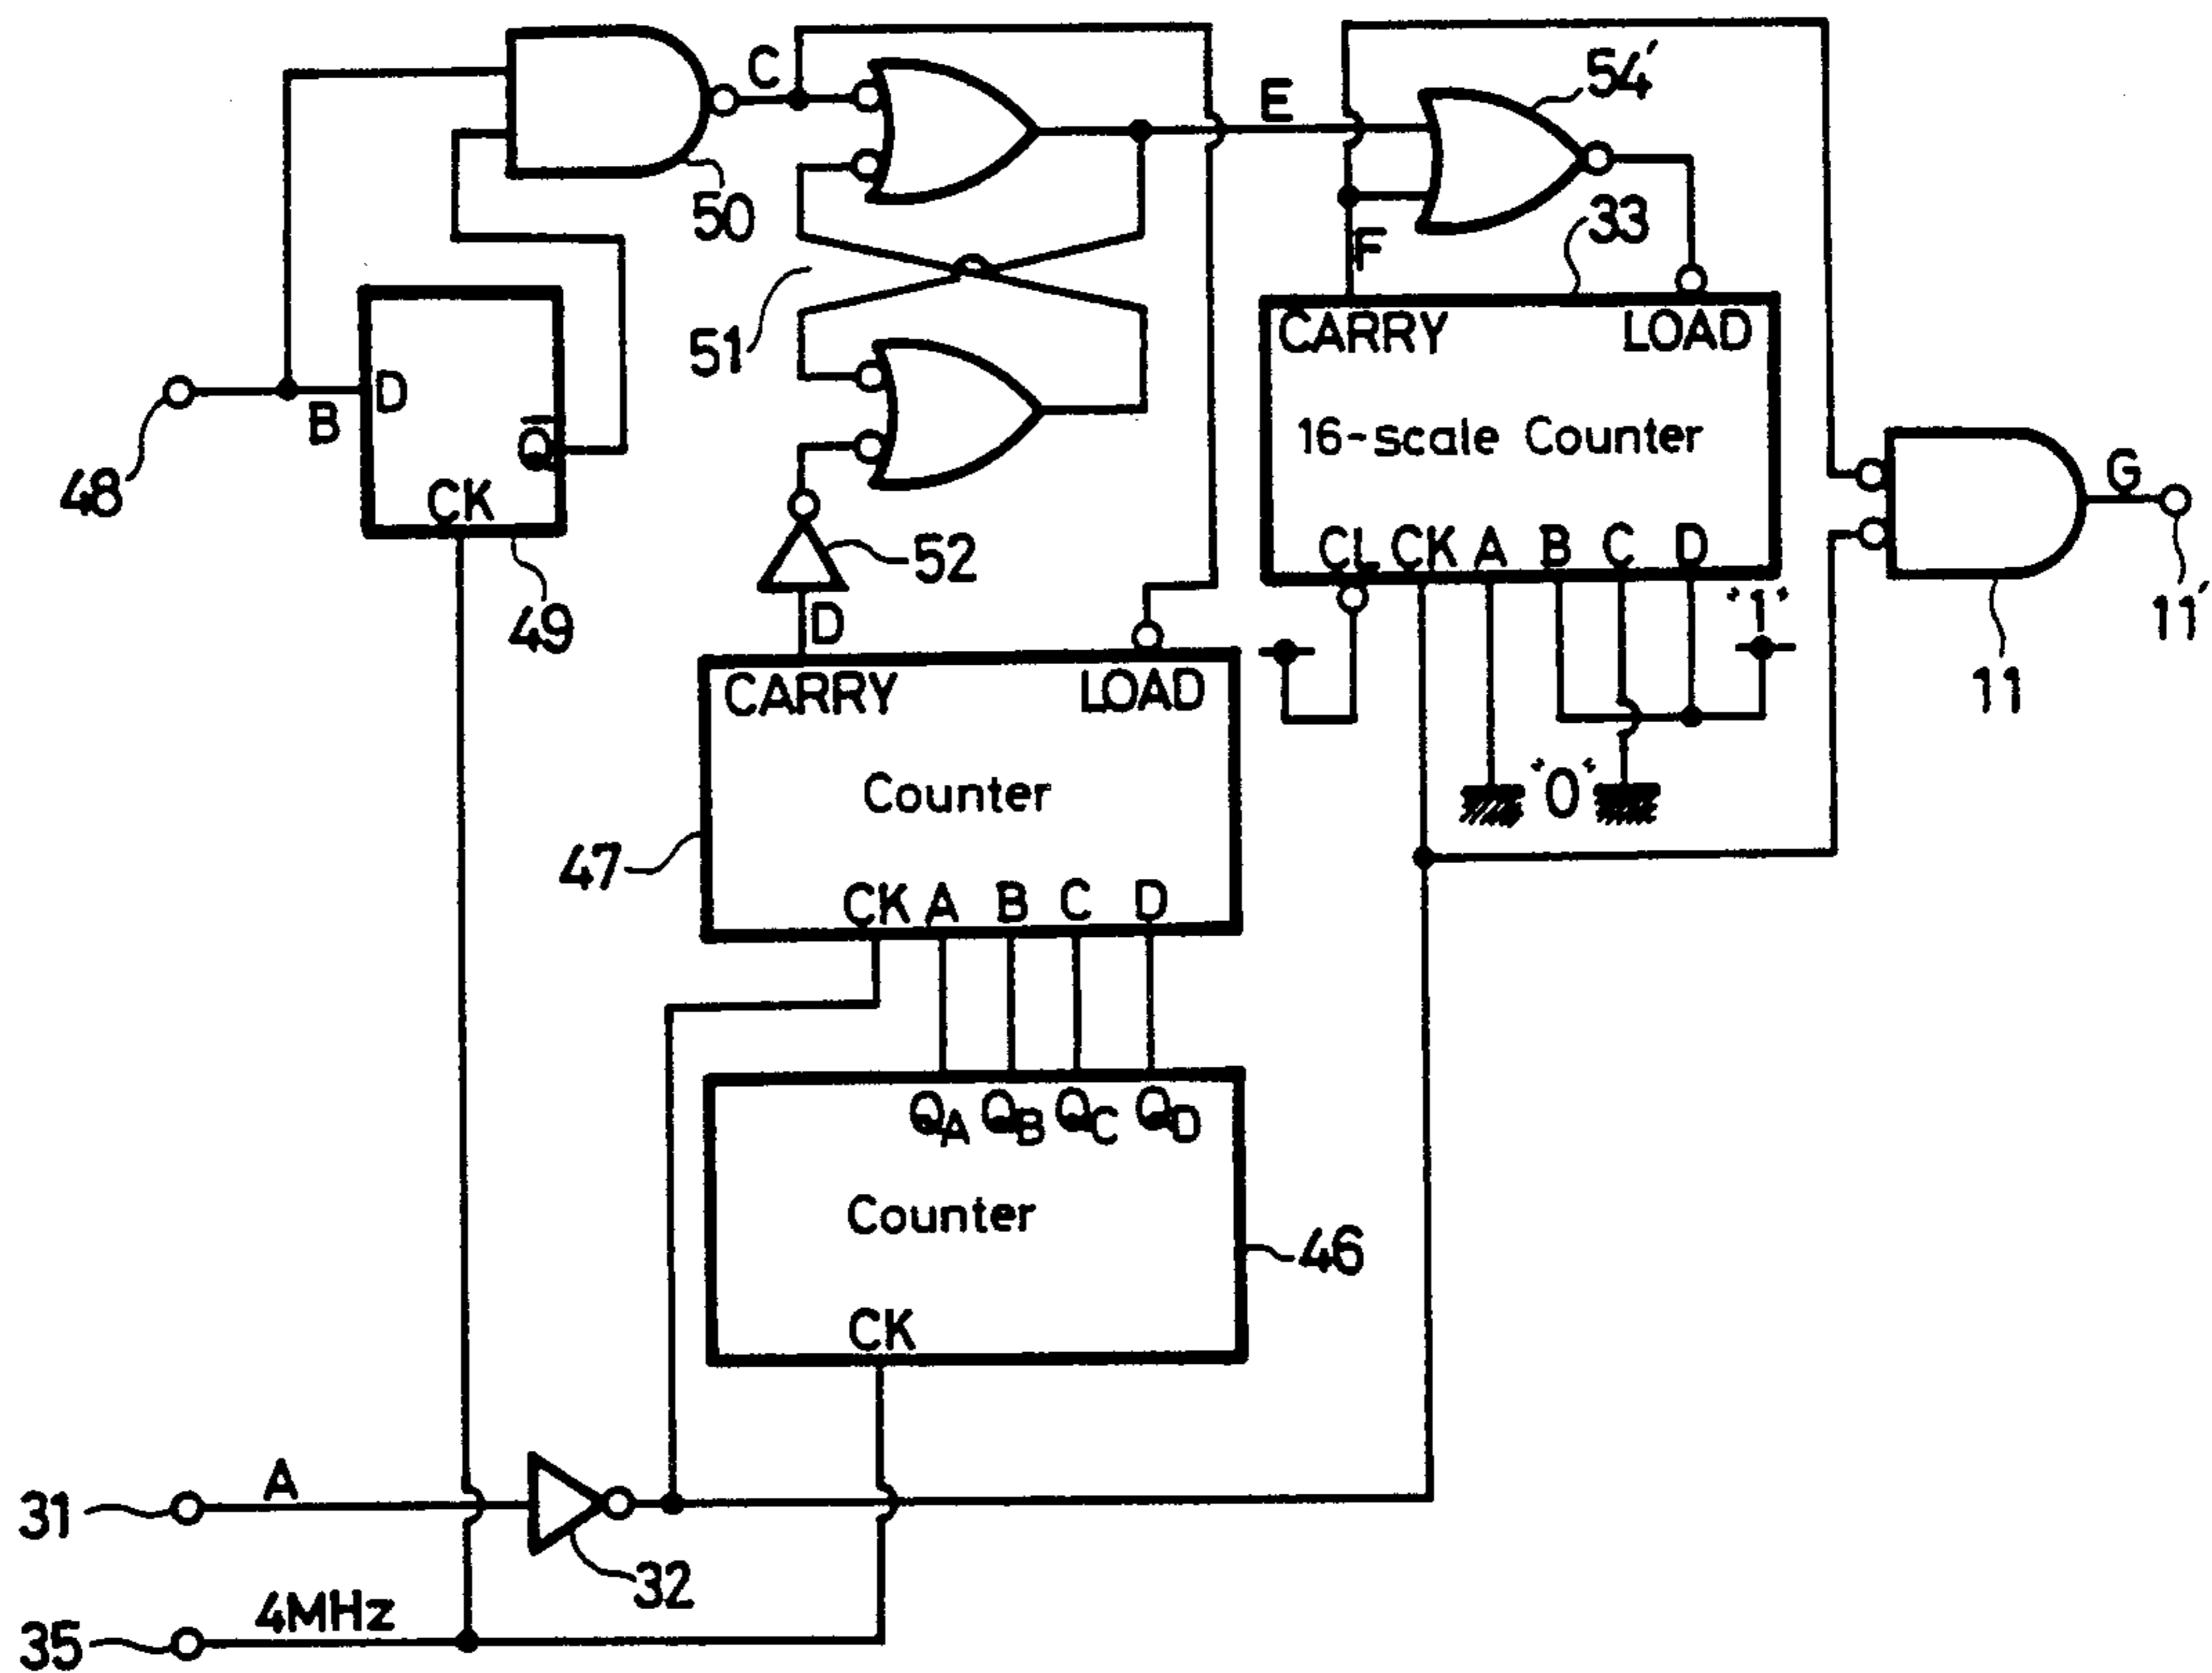 C
E
54'
50
33
F
51
CARRY LOAD
D
B
Q̅
48
CK
49
16-scale Counter
CL CK A B C D
G
11'
11
52
D
"1"
"0"
CARRY LOAD
Counter
47
CK A B C D
QA QB QC QD
Counter
46
CK
31
A
32
35
4MHz